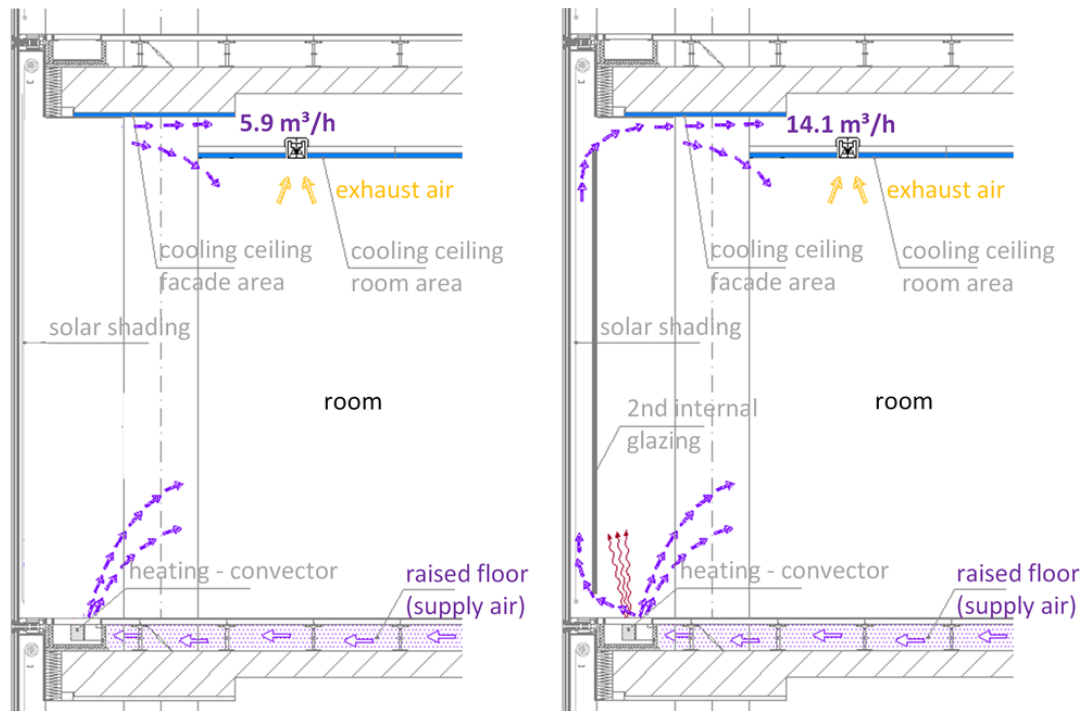 5.9 m³/h
exhaust air
cooling ceiling
facade area
cooling ceiling
room area
solar shading
room
heating - convector
raised floor
(supply air)
14.1 m³/h
exhaust air
cooling ceiling
facade area
cooling ceiling
room area
solar shading
room
2nd internal
glazing
heating - convector
raised floor
(supply air)